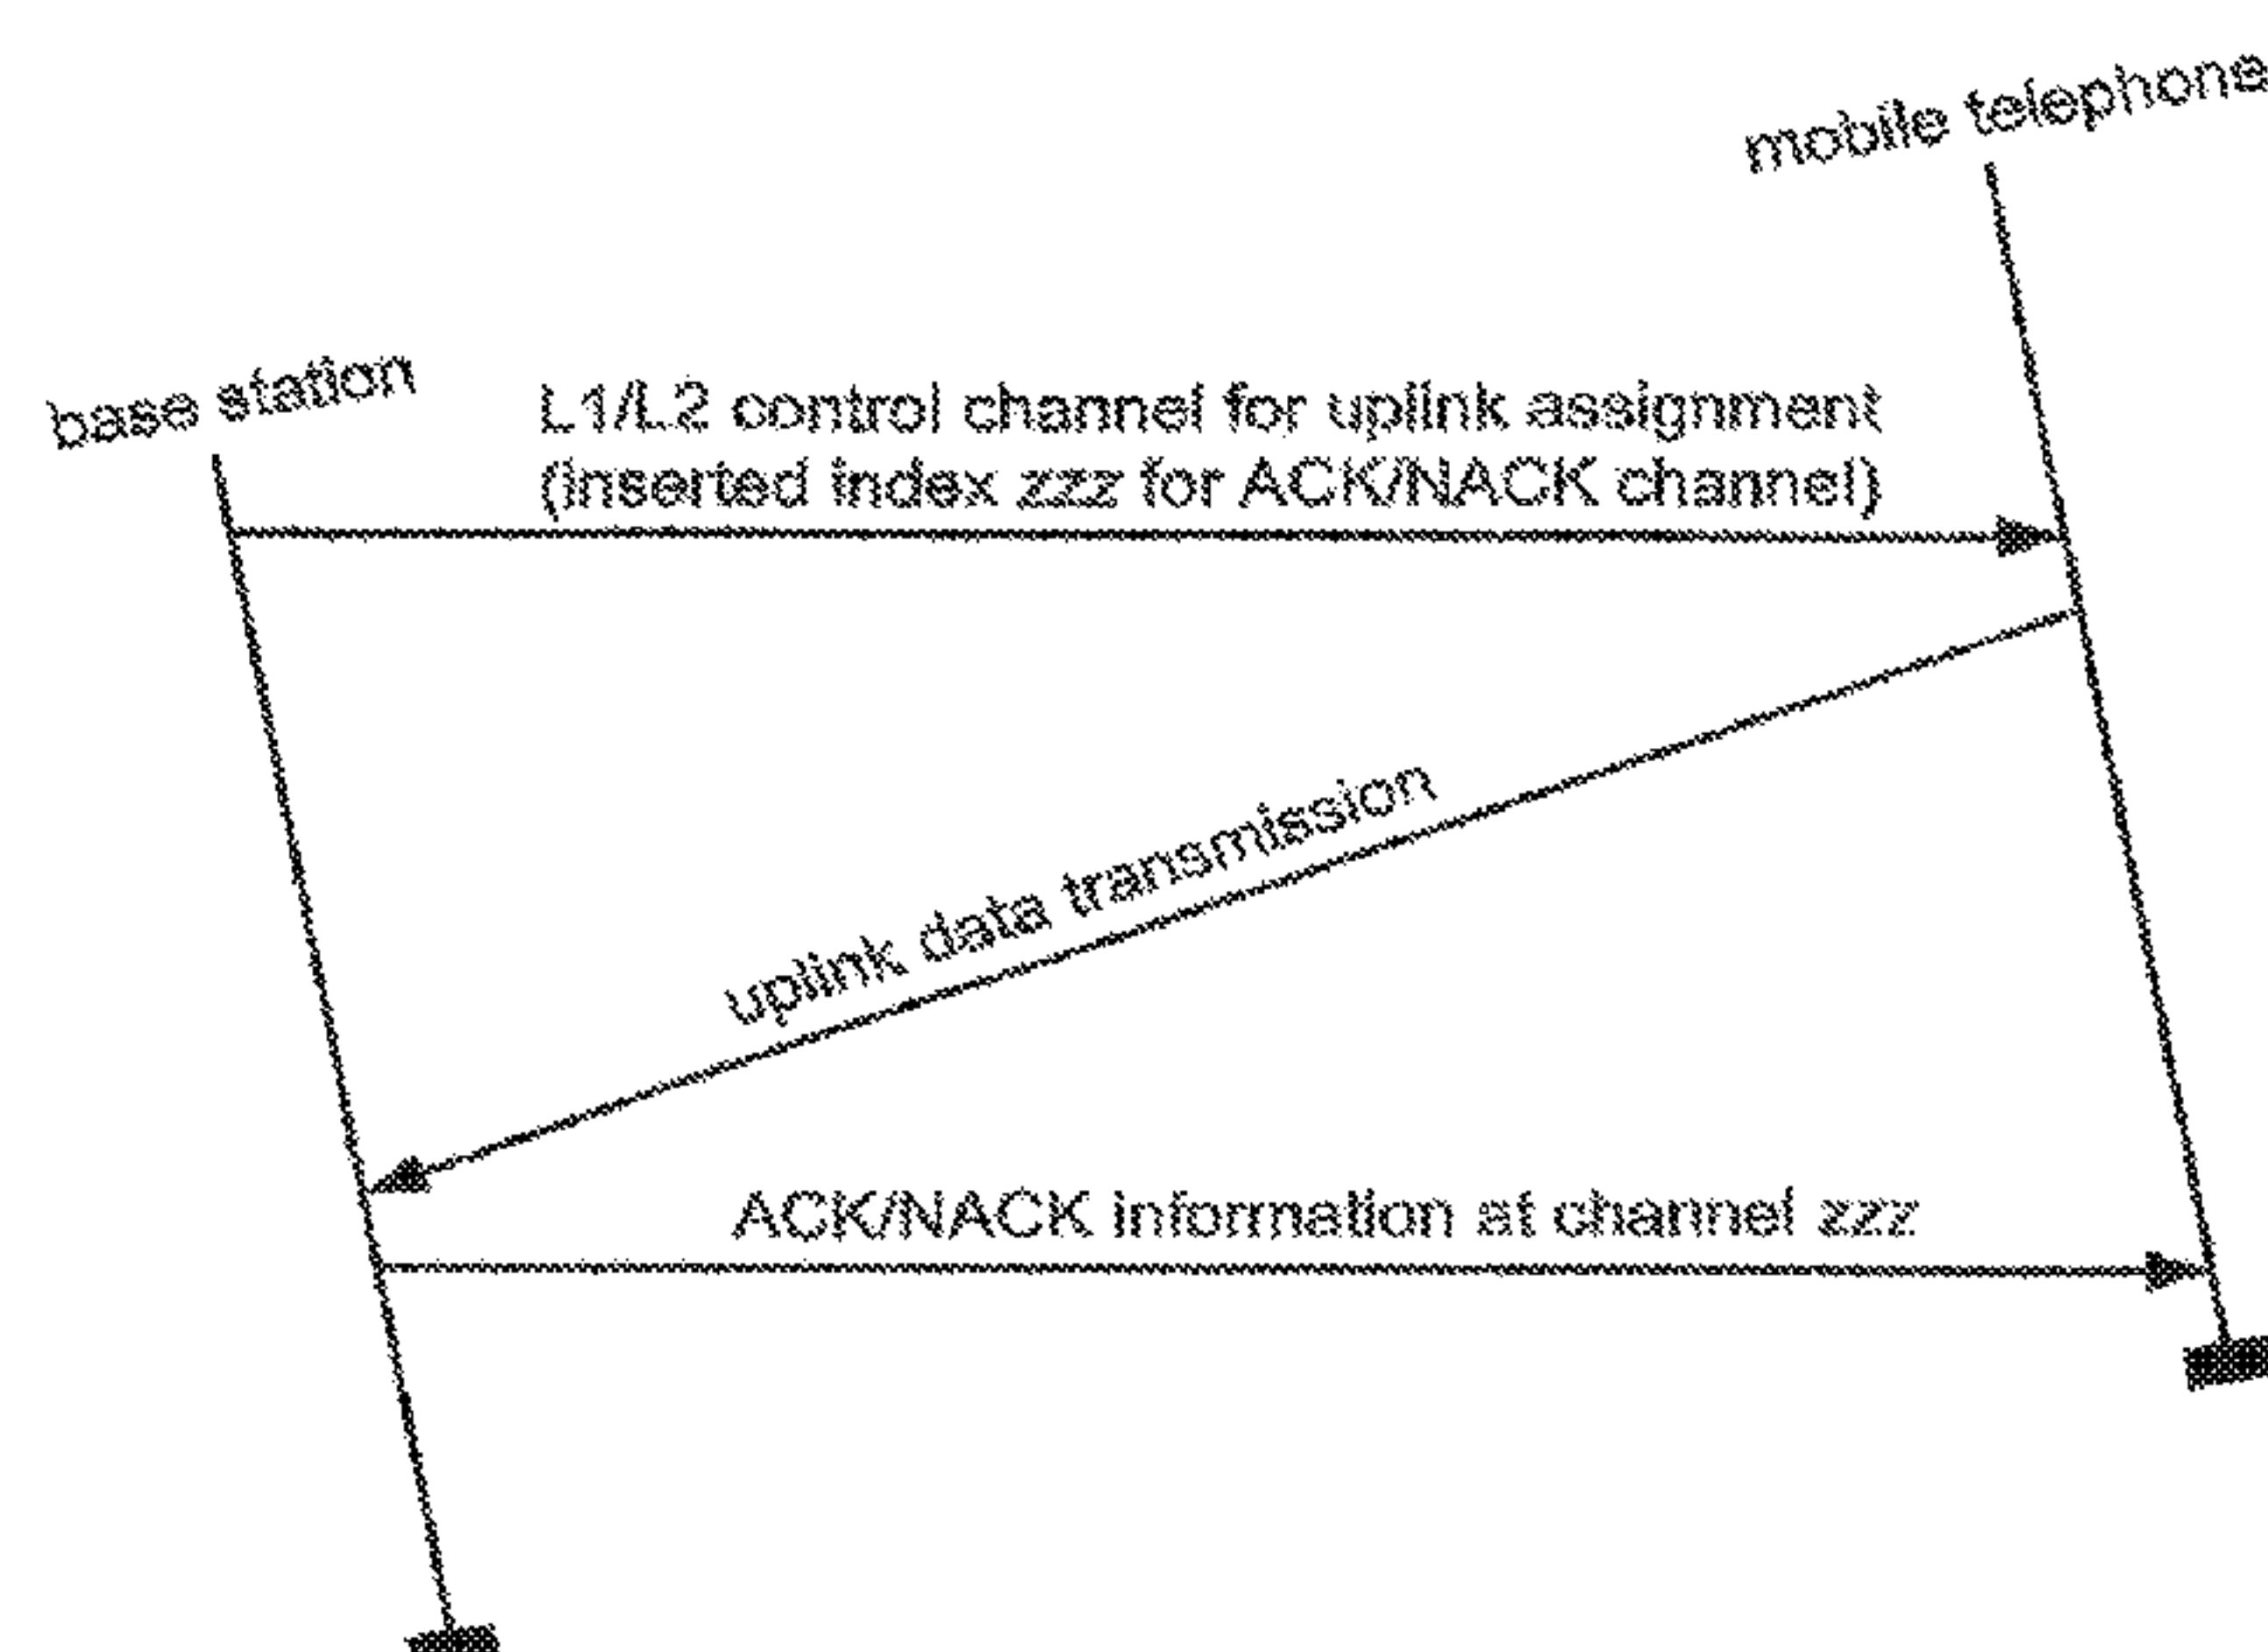 mobile telephone
base station
L1/L2 control channel for uplink assignment
(inserted index zzz for ACK/NACK channel)
uplink data transmission
ACK/NACK information at channel zzz